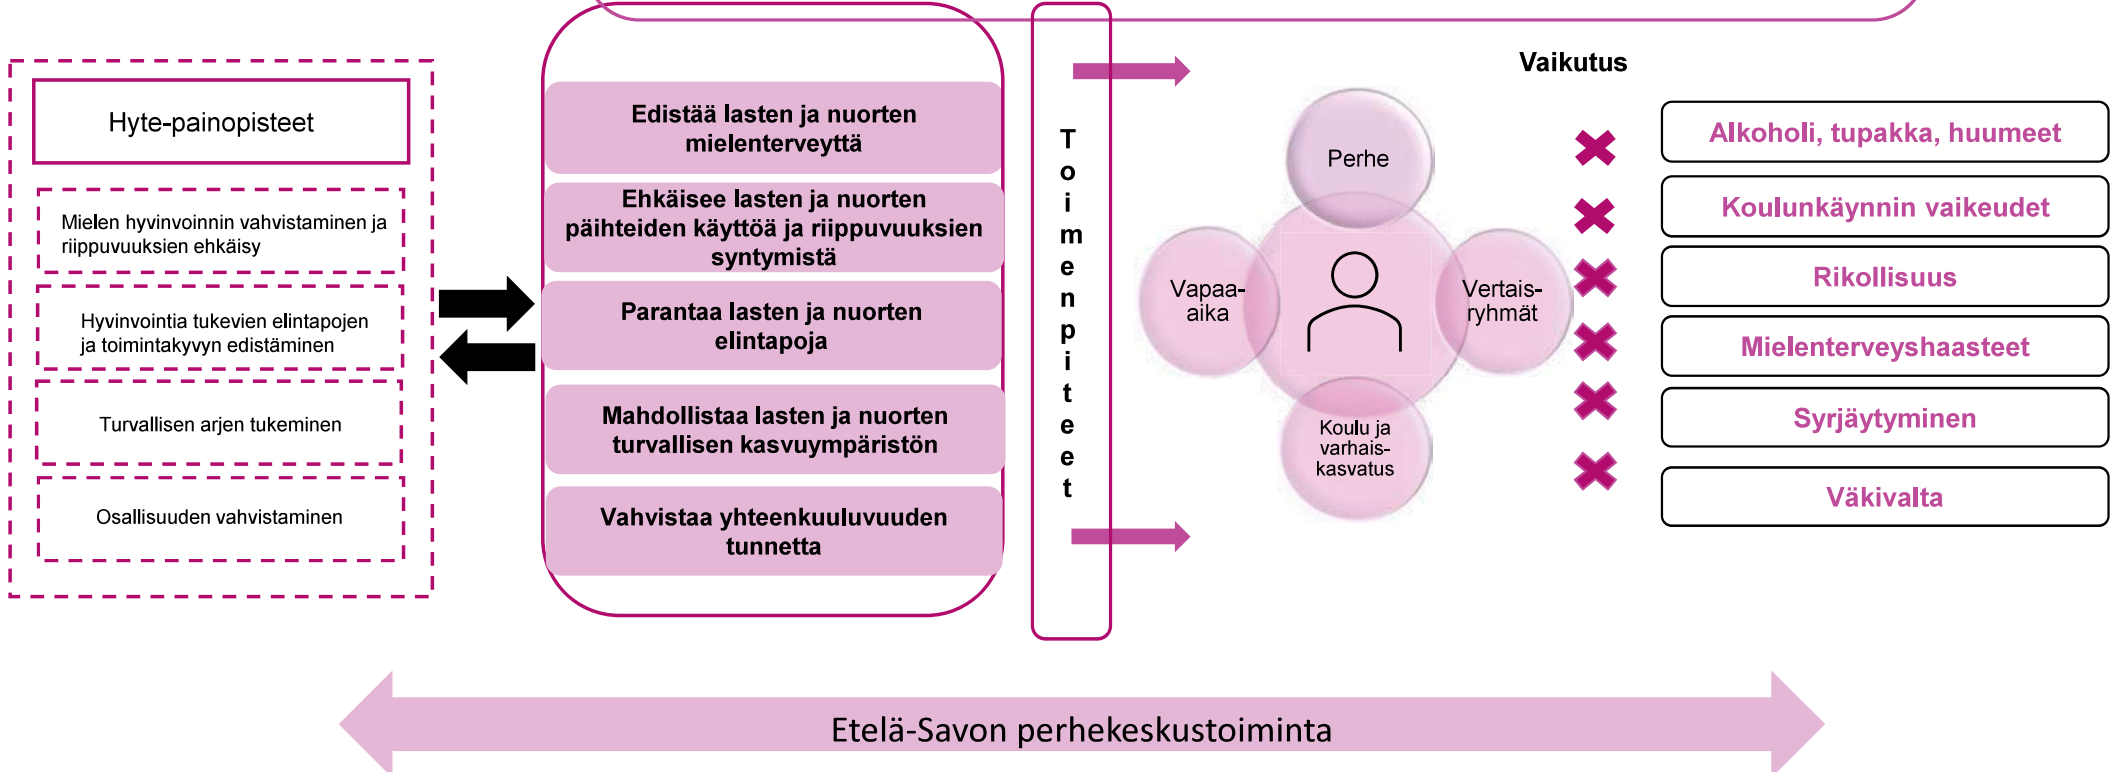 Hyte-painopisteet
Mielen hyvinvoinnin vahvistaminen ja
riippuvuuksien ehkäisy
Hyvinvointia tukevien elintapojen
ja toimintakyvyn edistäminen
Turvallisen arjen tukeminen
Osallisuuden vahvistaminen
Edistää lasten ja nuorten
mielenterveyttä
Ehkäisee lasten ja nuorten
päihteiden käyttöä ja riippuvuuksien
syntymistä
Parantaa lasten ja nuorten
elintapoja
Mahdollistaa lasten ja nuorten
turvallisen kasvuympäristön
Vahvistaa yhteenkuuluvuuden
tunnetta
Toimenpiteet
Perhe
Vapaa-
aika
Vertais-
ryhmät
Koulu ja
varhais-
kasvatus
Vaikutus
Alkoholi, tupakka, huumeet
Koulunkäynnin vaikeudet
Rikollisuus
Mielenterveyshaasteet
Syrjäytyminen
Väkivalta
Etelä-Savon perhekeskustoiminta